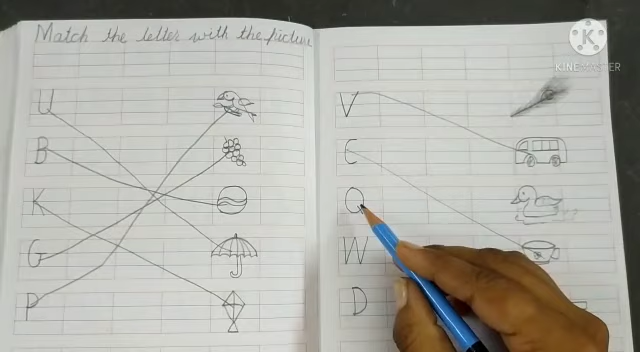 Match the letter with the picture
U
B
K
G
P
V
C
Q
W
D
K
KINEMASTER